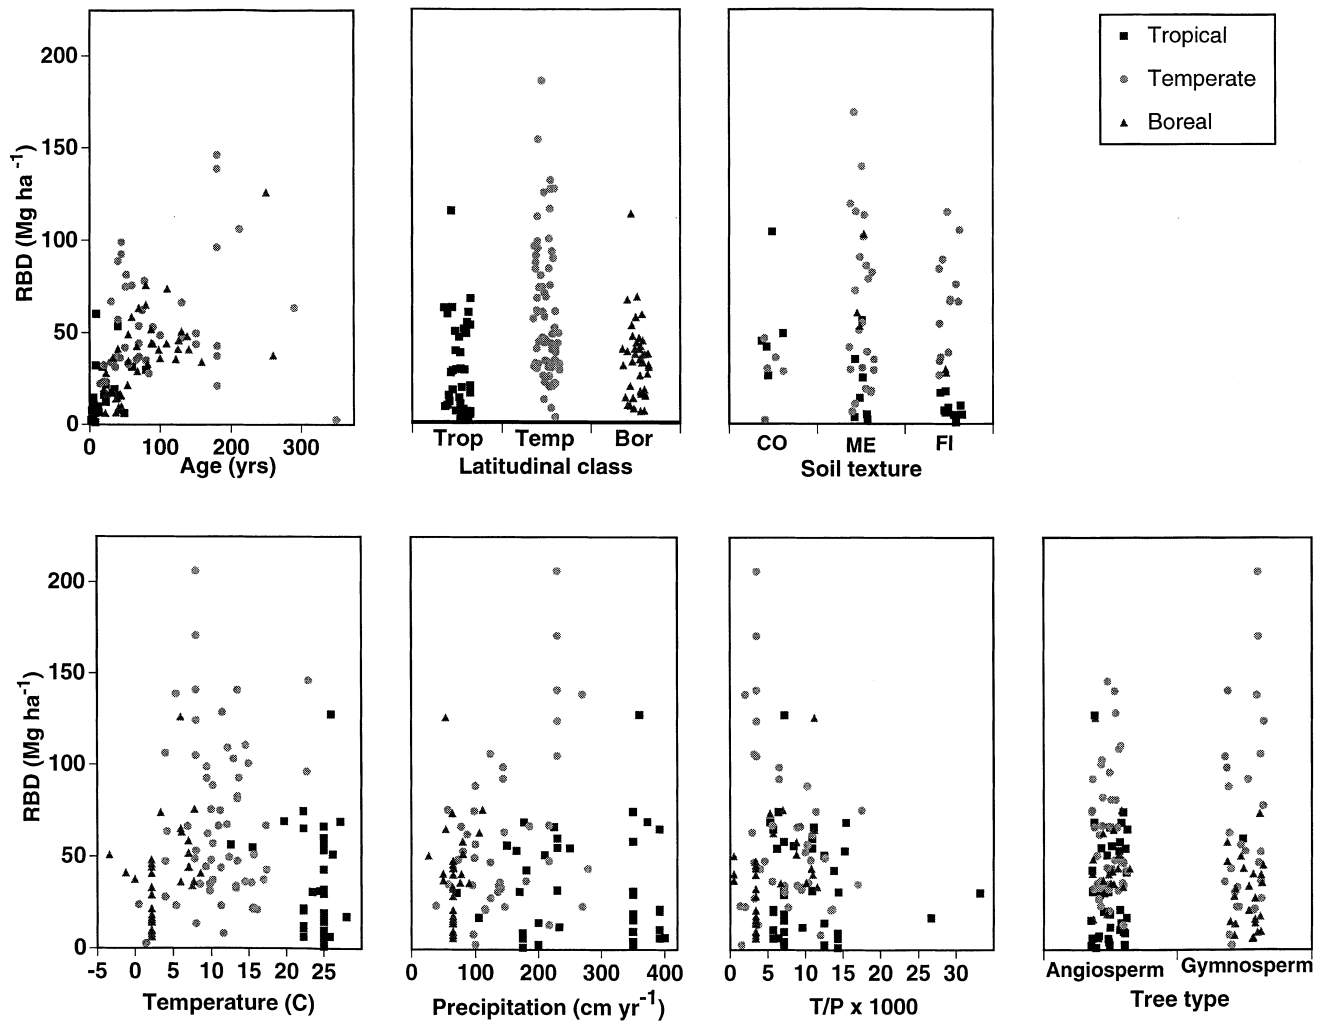 Tropical
Temperate
Boreal
RBD (Mg ha -1)
200
150
100
50
0
0 100 200 300
Age (yrs)
Trop Temp Bor
Latitudinal class
CO ME FI
Soil texture
RBD (Mg ha-1)
200
150
100
50
0
-5 0 5 10 15 20 25
Temperature (C)
0 100 200 300 400
Precipitation (cm yr-1)
0 5 10 15 20 25 30
T/P x 1000
Angiosperm Gymnosperm
Tree type